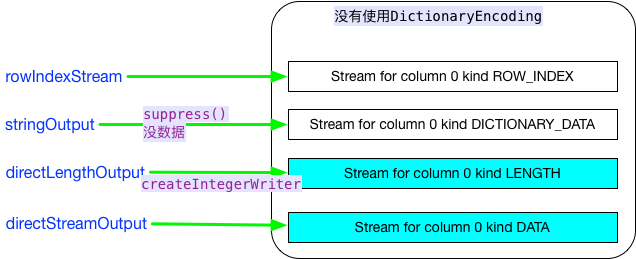 没有使用DictionaryEncoding
rowIndexStream
Stream for column 0 kind ROW_INDEX
stringOutput
suppress()
没数据
Stream for column 0 kind DICTIONARY_DATA
directLengthOutput
createIntegerWriter
Stream for column 0 kind LENGTH
directStreamOutput
Stream for column 0 kind DATA